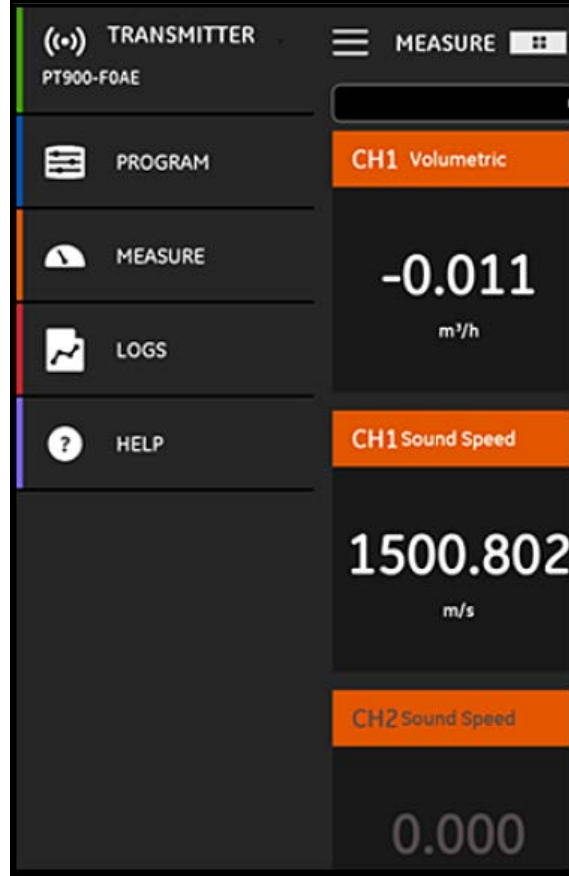 TRANSMITTER
PT900-F0AE
PROGRAM
MEASURE
LOGS
? HELP
MEASURE
CH1 Volumetric
-0.011
m³/h
CH1 Sound Speed
1500.802
m/s
CH2 Sound Speed
0.000